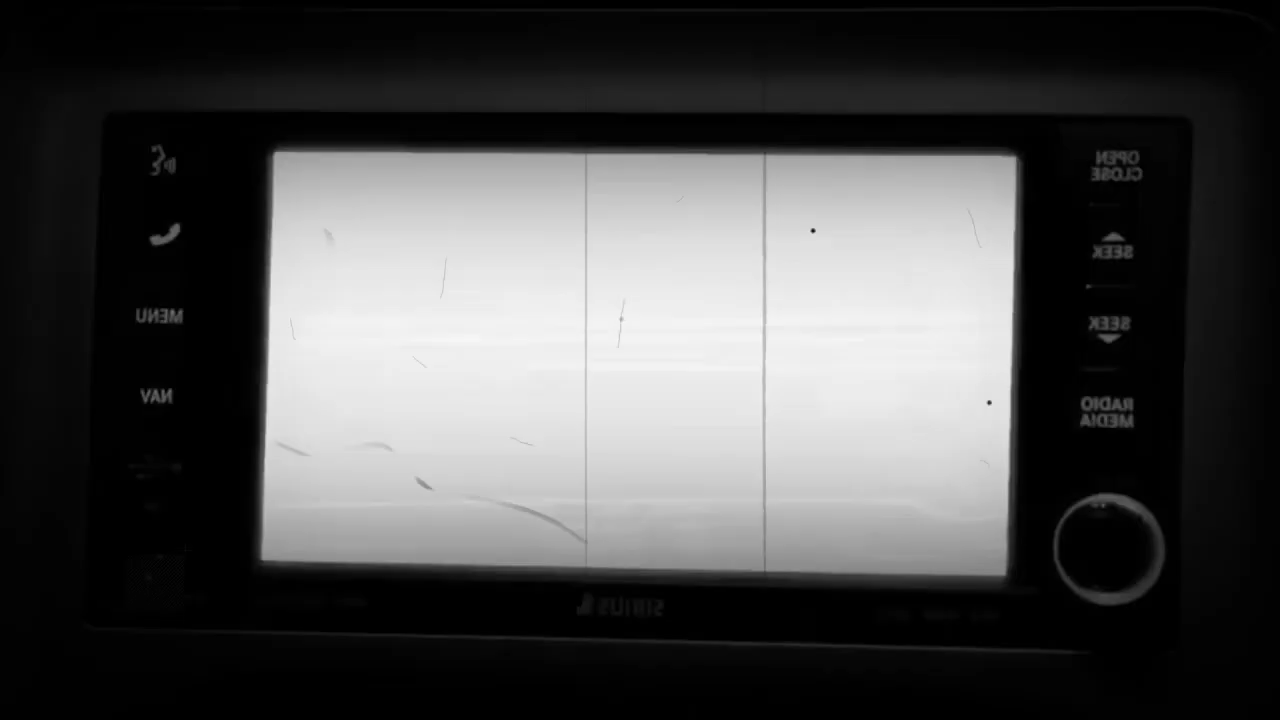 OPEN
CLOSE
SEEK
MENU
SEEK
NAV
RADIO
MEDIA
SIRIUS